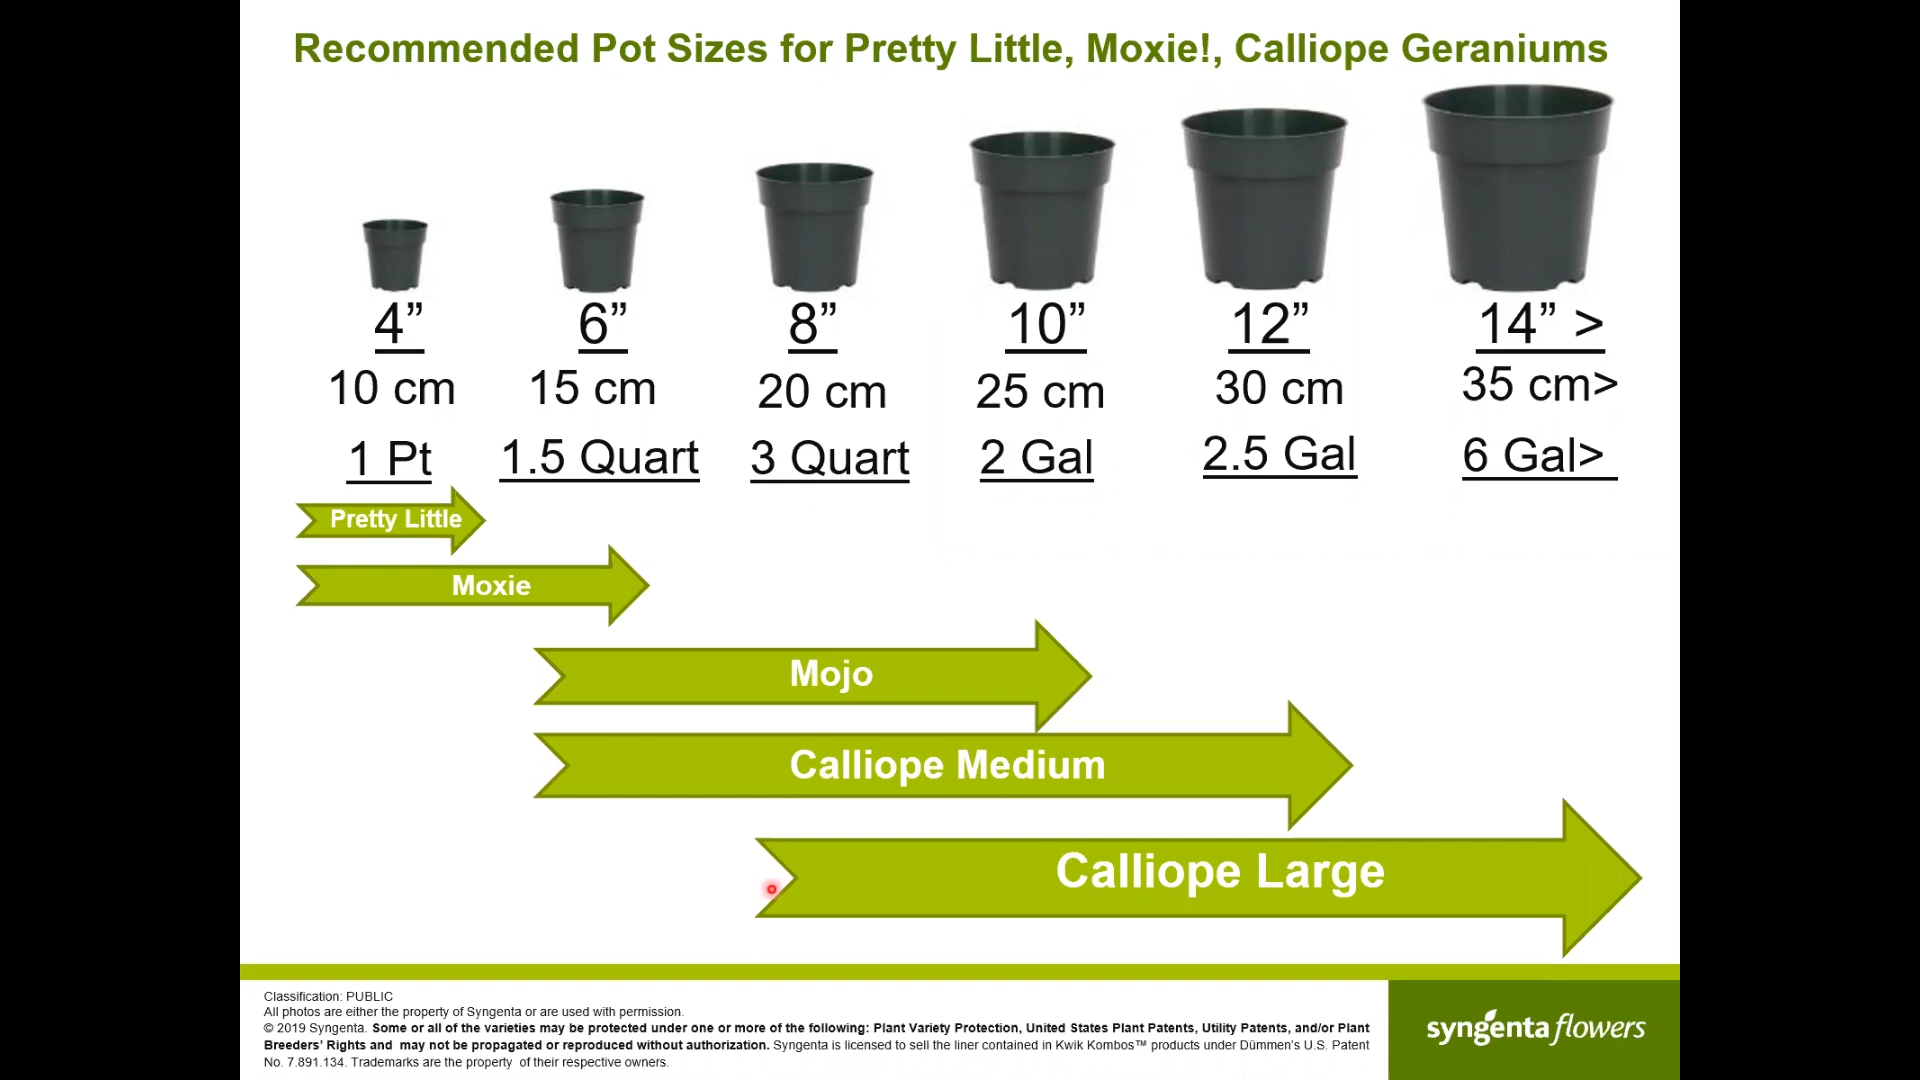 Recommended Pot Sizes for Pretty Little, Moxie!, Calliope Geraniums
4” 6” 8” 10” 12” 14” >
10 cm 15 cm 20 cm 25 cm 30 cm 35 cm>
1 Pt 1.5 Quart 3 Quart 2 Gal 2.5 Gal 6 Gal>
Pretty Little
Moxie
Mojo
Calliope Medium
Calliope Large
Classification: PUBLIC
All photos are either the property of Syngenta or are used with permission.
© 2019 Syngenta. Some or all of the varieties may be protected under one or more of the following: Plant Variety Protection, United States Plant Patents, Utility Patents, and/or Plant
Breeders’ Rights and may not be propagated or reproduced without authorization. Syngenta is licensed to sell the liner contained in Kwik Kombos™ products under Dümmen’s U.S. Patent
No. 7.891.134. Trademarks are the property of their respective owners.
syngenta flowers